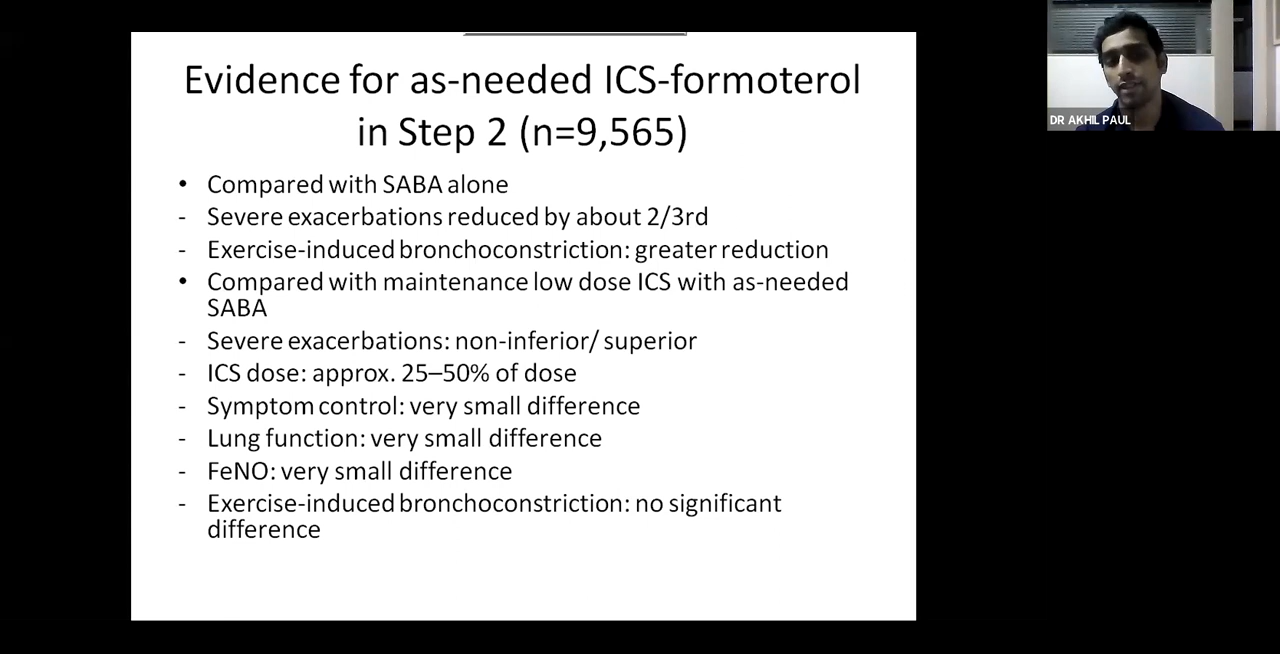 Evidence for as-needed ICS-formoterol
in Step 2 (n=9,565)
• Compared with SABA alone
- Severe exacerbations reduced by about 2/3rd
- Exercise-induced bronchoconstriction: greater reduction
• Compared with maintenance low dose ICS with as-needed
SABA
- Severe exacerbations: non-inferior/ superior
- ICS dose: approx. 25–50% of dose
- Symptom control: very small difference
- Lung function: very small difference
- FeNO: very small difference
- Exercise-induced bronchoconstriction: no significant
difference
DR AKHIL PAUL